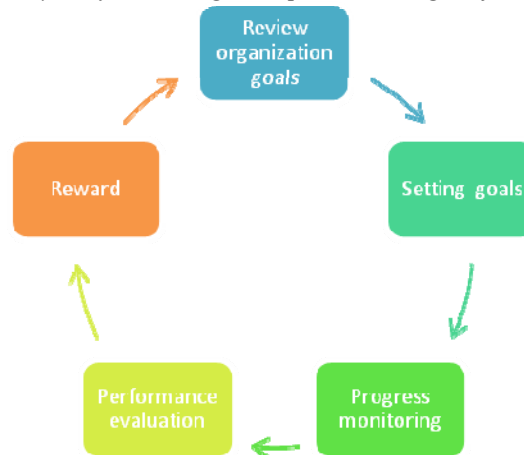 Review
organization
goals
Setting goals
Progress
monitoring
Performance
evaluation
Reward